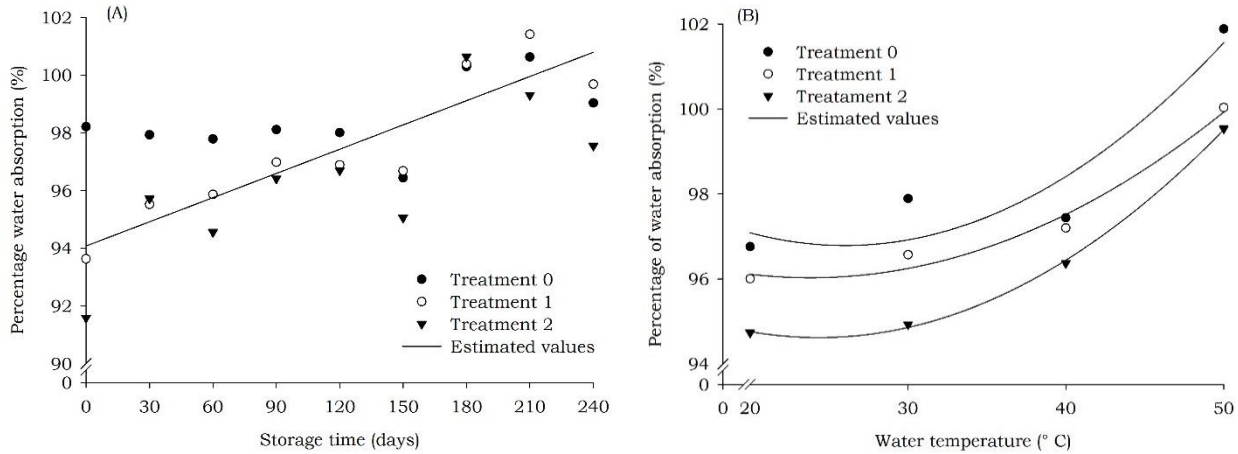 (A)
Percentage water absorption (%)
102
100
98
96
94
92
90
0
Treatment 0
Treatment 1
Treatment 2
Estimated values
0 30 60 90 120 150 180 210 240
Storage time (days)
(B)
Percentage of water absorption (%)
102
100
98
96
94
0
Treatment 0
Treatment 1
Treatament 2
Estimated values
20 30 40 50
Water temperature (° C)